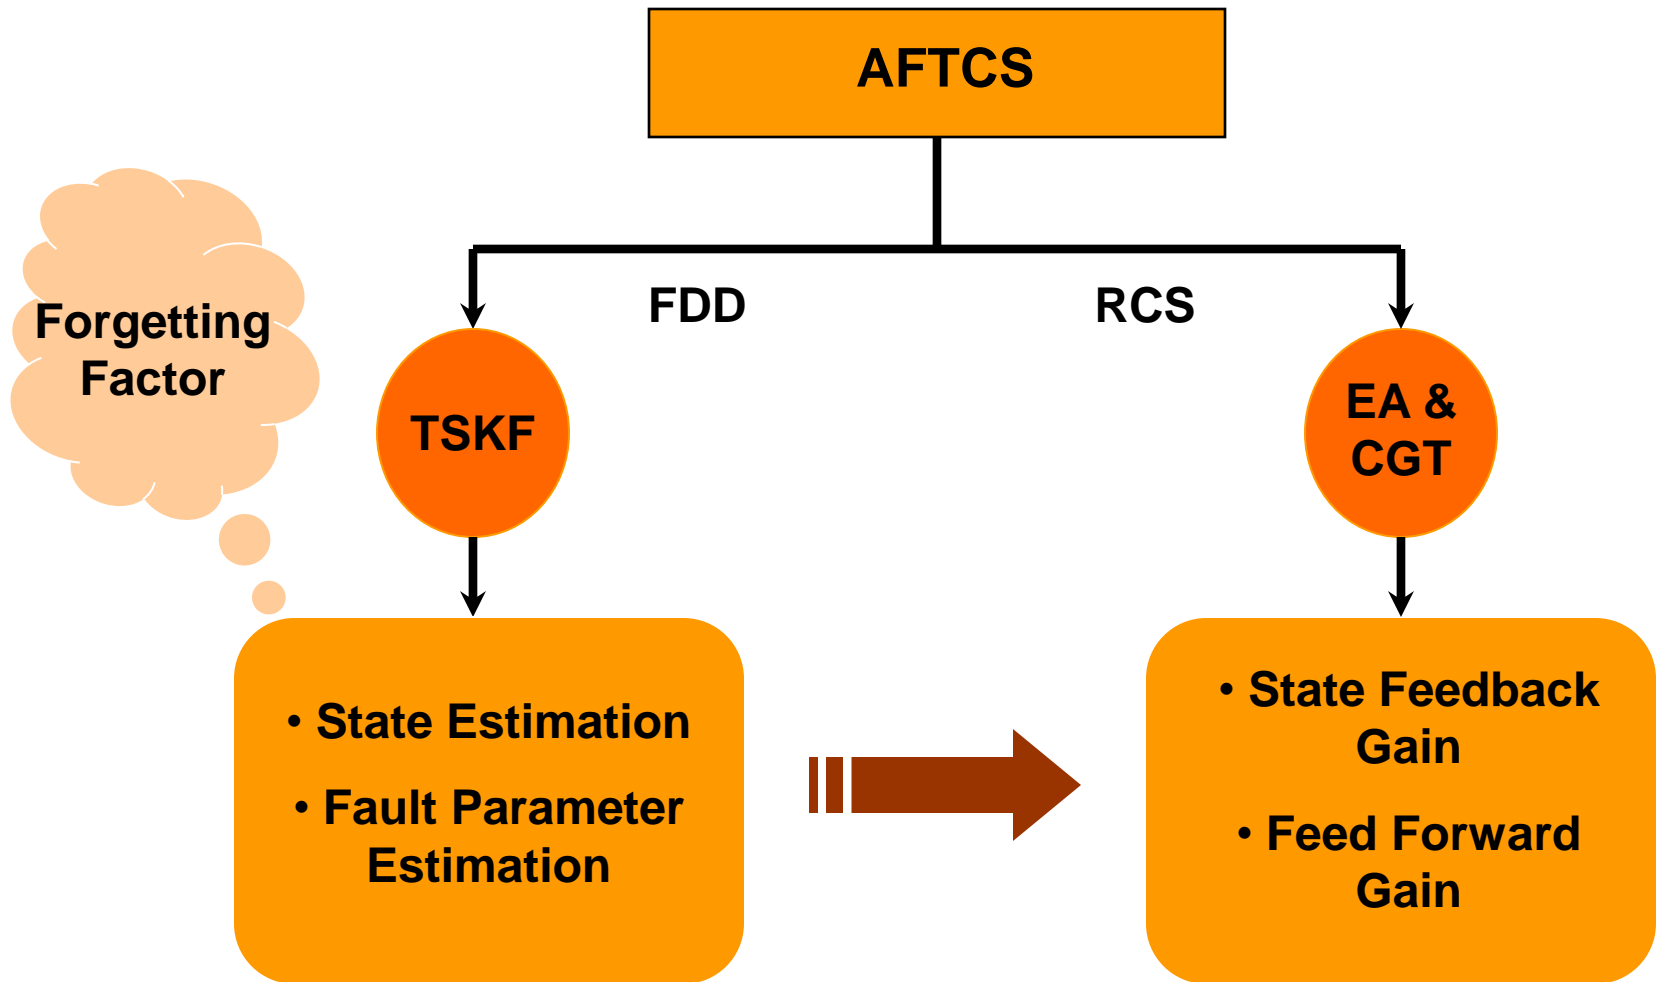 AFTCS
FDD
RCS
Forgetting
Factor
TSKF
EA &
CGT
• State Estimation
• Fault Parameter
Estimation
• State Feedback
Gain
• Feed Forward
Gain